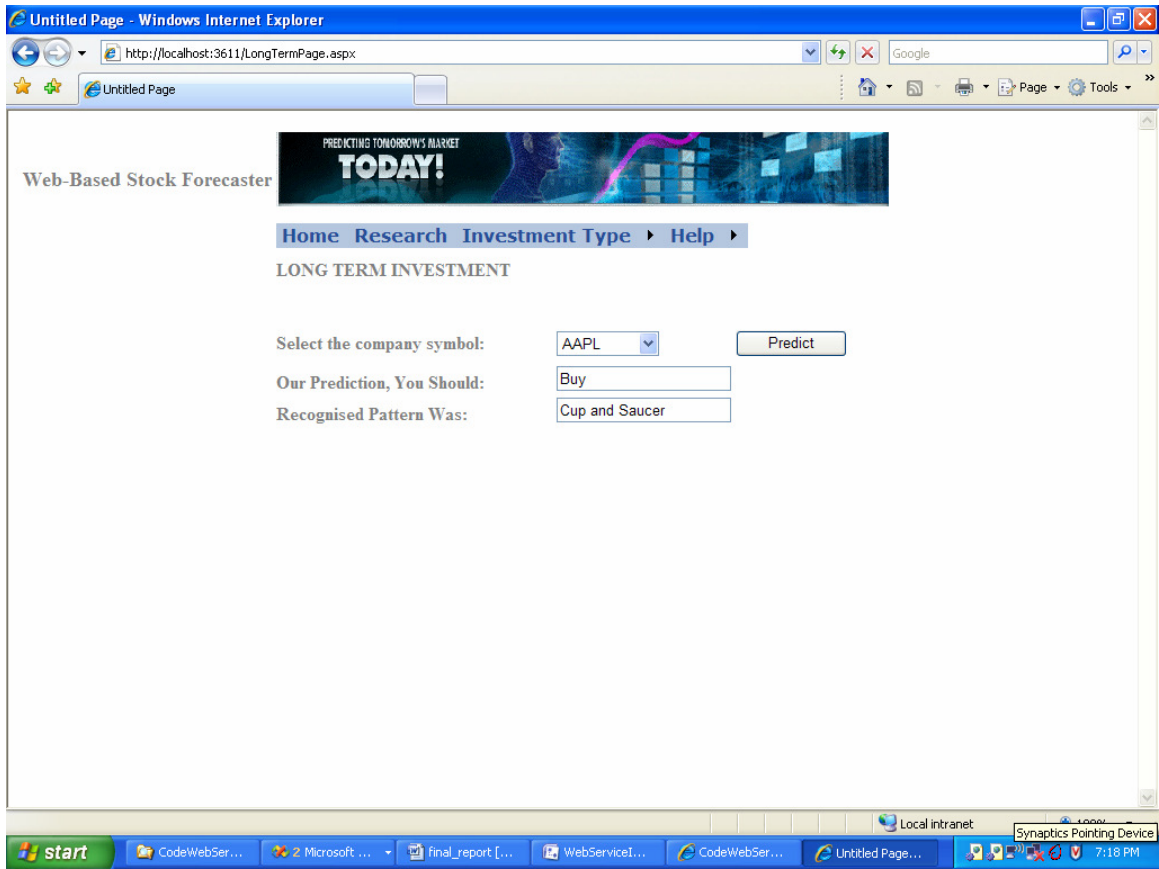 Untitled Page - Windows Internet Explorer
http://localhost:3611/LongTermPage.aspx
Google
Untitled Page
Page
Tools
»
PREDICTING TOMORROW'S MARKET
TODAY!
Web-Based Stock Forecaster
Home Research Investment Type Help
LONG TERM INVESTMENT
Select the company symbol: AAPL Predict
Our Prediction, You Should: Buy
Recognised Pattern Was: Cup and Saucer
Local intranet
Synaptics Pointing Device
start CodeWebSer... 2 Microsoft ... final_report [... WebServiceI... CodeWebSer... Untitled Page... 7:18 PM